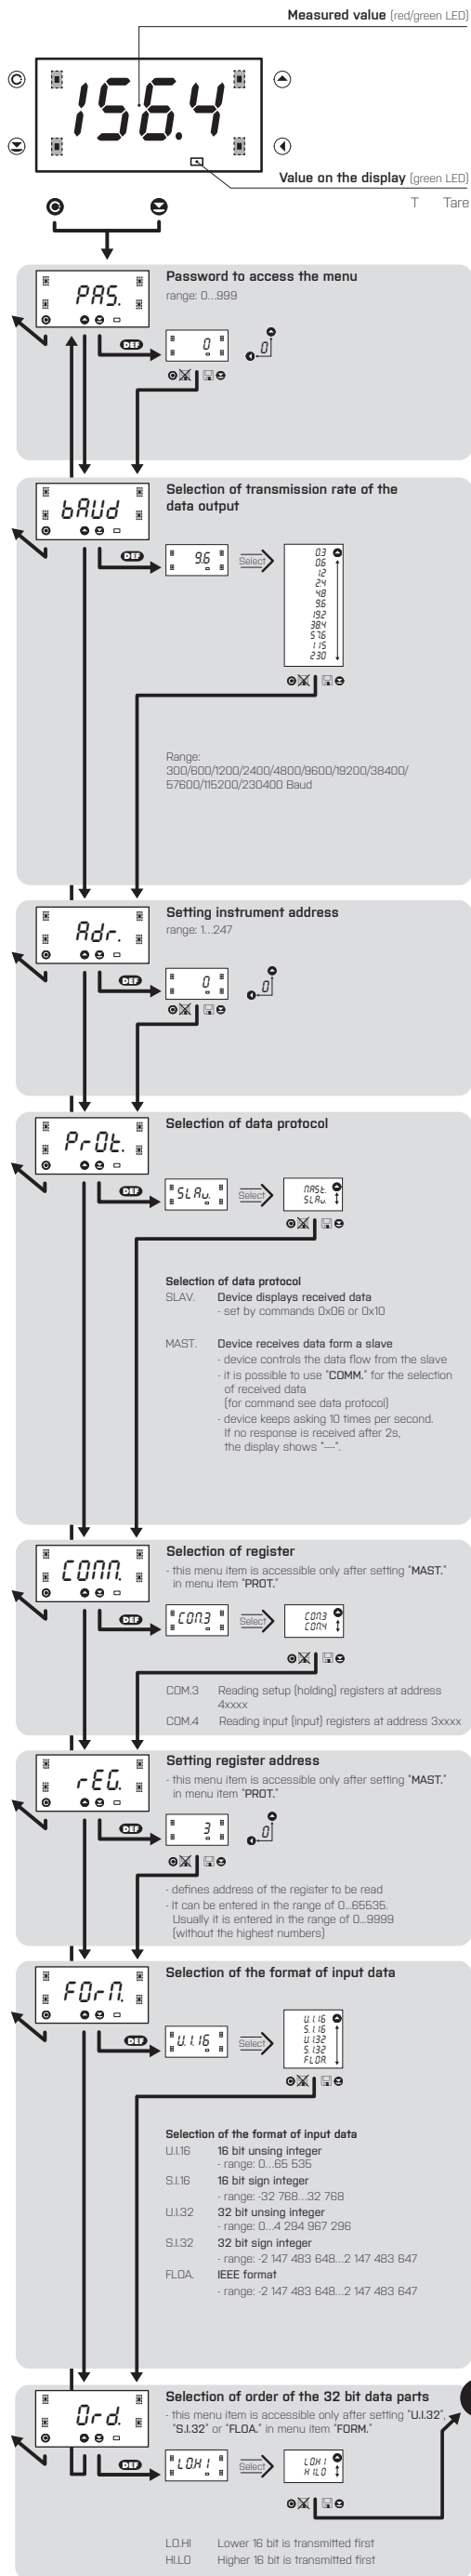 Measured value (red/green LED)
C
156.4
Value on the display (green LED)
T Tare
C
PAS.
Password to access the menu
range: 0...999
C
DEF
0
0
C
bAUd
Selection of transmission rate of the
data output
C
DEF
9.6
Select
0.3
0.6
1.2
2.4
4.8
9.6
19.2
38.4
57.6
115
230
C
Range:
300/600/1200/2400/4800/9600/19200/38400/
57600/115200/230400 Baud
Adr.
Setting instrument address
range: 1...247
C
DEF
0
0
C
PrOt.
Selection of data protocol
C
DEF
SLAv.
Select
MASt.
SLAv.
C
Selection of data protocol
SLAV. Device displays received data
- set by commands 0x06 or 0x10
MAST. Device receives data form a slave
- device controls the data flow from the slave
- it is possible to use "COMM." for the selection
of received data
(for command see data protocol)
- device keeps asking 10 times per second.
If no response is received after 2s,
the display shows "----".
COMM.
Selection of register
- this menu item is accessible only after setting "MAST."
in menu item "PROT."
C
DEF
COM.3
Select
COM.3
COM.4
C
COM.3 Reading setup (holding) registers at address
4xxxx
COM.4 Reading input (input) registers at address 3xxxx
rEG.
Setting register address
- this menu item is accessible only after setting "MAST."
in menu item "PROT."
C
DEF
3
0
C
- defines address of the register to be read
- It can be entered in the range of 0...65535.
Usually it is entered in the range of 0...9999
(without the highest numbers)
FOrM.
Selection of the format of input data
C
DEF
U.I.16
Select
U.I.16
S.I.16
U.I.32
S.I.32
FLOA.
C
Selection of the format of input data
U.I.16 16 bit unsing integer
- range: 0...65 535
S.I.16 16 bit sign integer
- range: -32 768...32 768
U.I.32 32 bit unsing integer
- range: 0...4 294 967 296
S.I.32 32 bit sign integer
- range: -2 147 483 648...2 147 483 647
FLOA. IEEE format
- range: -2 147 483 648...2 147 483 647
Ord.
Selection of order of the 32 bit data parts
- this menu item is accessible only after setting "U.I.32",
"S.I.32" or "FLOA." in menu item "FORM."
C
DEF
LO.HI
Select
LO.HI
HI.LO
C
LO.HI Lower 16 bit is transmitted first
HI.LO Higher 16 bit is transmitted first